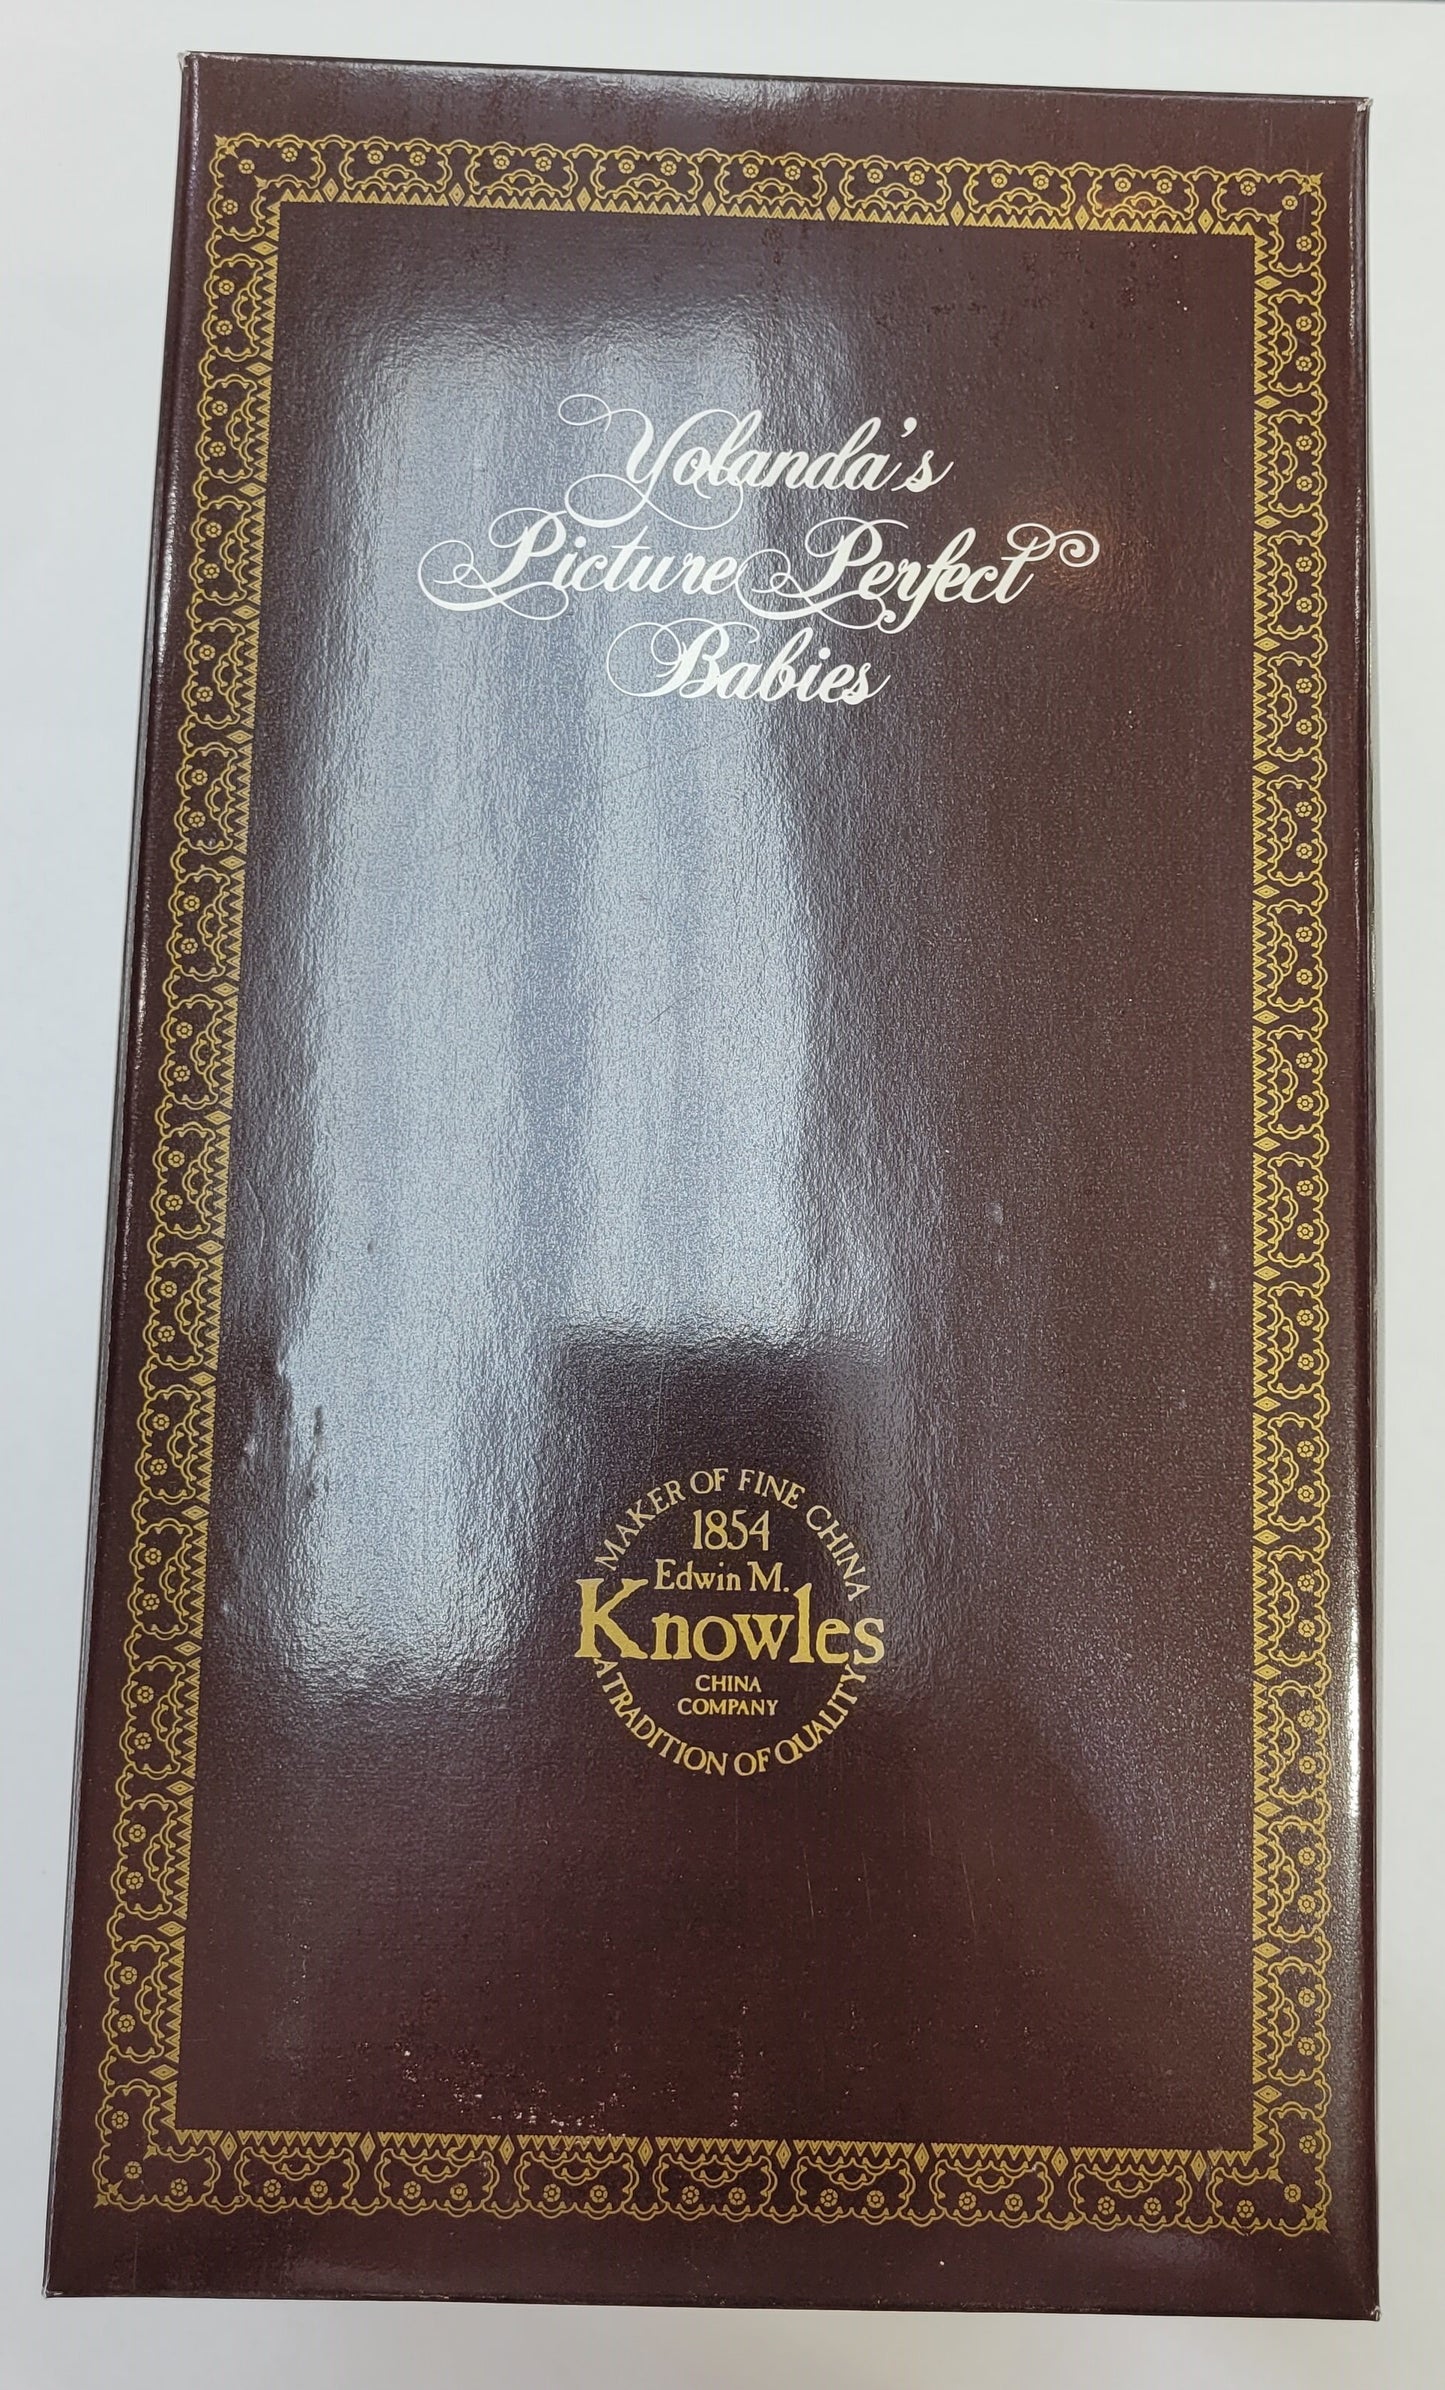 Yolanda's
Picture Perfect
Babies
MAKER OF FINE CHINA
1854
Edwin M.
Knowles
CHINA
COMPANY
A TRADITION OF QUALITY